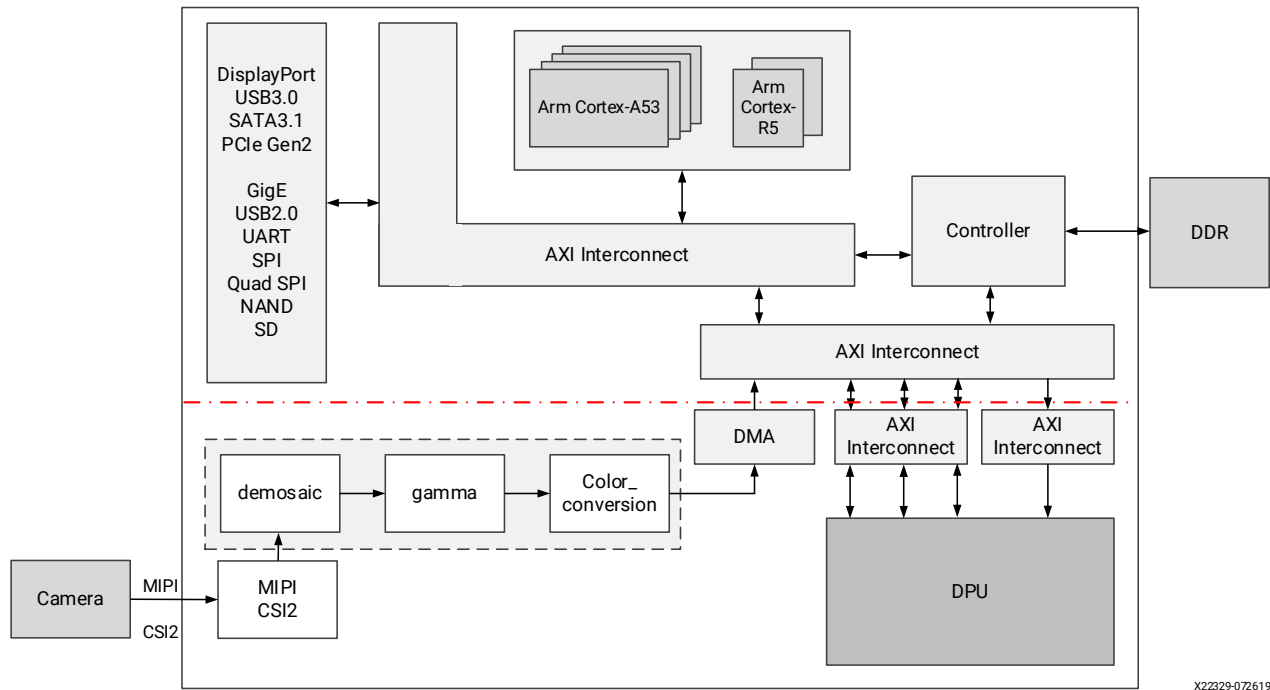 DisplayPort
USB3.0
SATA3.1
PCIe Gen2
GigE
USB2.0
UART
SPI
Quad SPI
NAND
SD
Arm Cortex-A53
Arm
Cortex-
R5
AXI Interconnect
Controller
DDR
AXI Interconnect
DMA
AXI
Interconnect
AXI
Interconnect
demosaic
gamma
Color_
conversion
Camera
MIPI
CSI2
MIPI
CSI2
DPU
X22329-072619